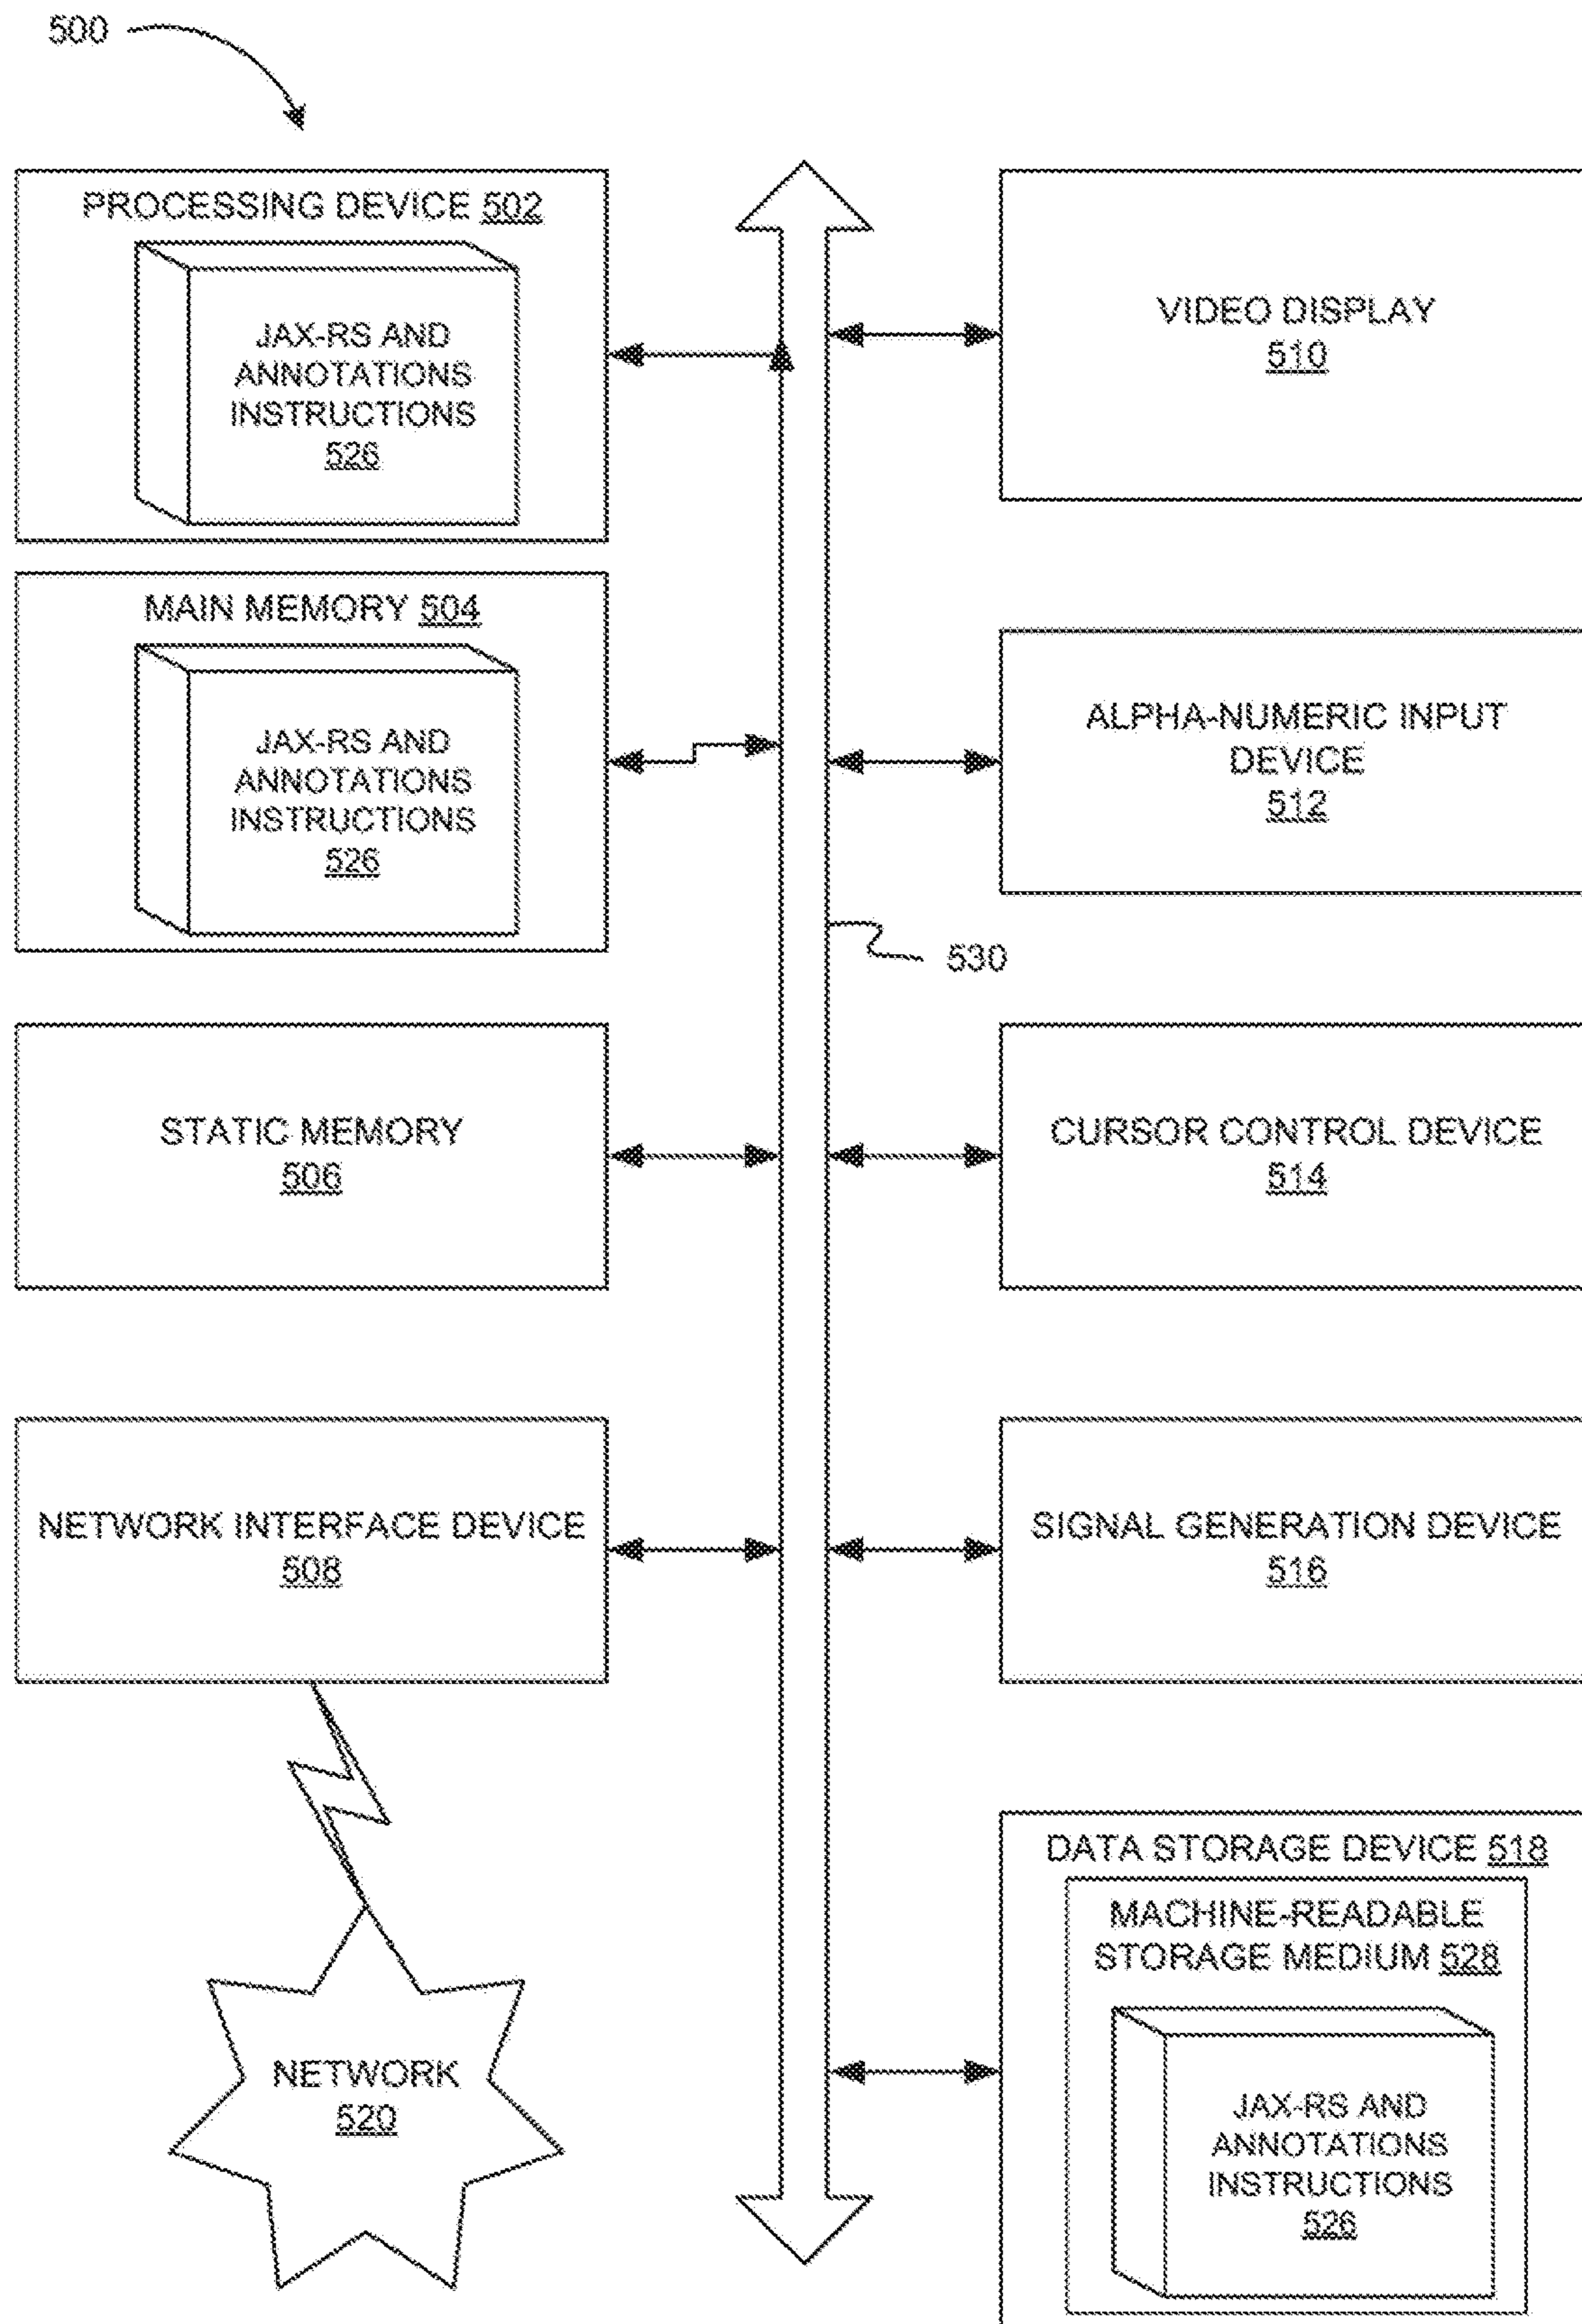 500
PROCESSING DEVICE 502
JAX-RS AND
ANNOTATIONS
INSTRUCTIONS
526
MAIN MEMORY 504
JAX-RS AND
ANNOTATIONS
INSTRUCTIONS
526
STATIC MEMORY
506
NETWORK INTERFACE DEVICE
508
NETWORK
520
VIDEO DISPLAY
510
ALPHA-NUMERIC INPUT
DEVICE
512
530
CURSOR CONTROL DEVICE
514
SIGNAL GENERATION DEVICE
516
DATA STORAGE DEVICE 518
MACHINE-READABLE
STORAGE MEDIUM 528
JAX-RS AND
ANNOTATIONS
INSTRUCTIONS
526